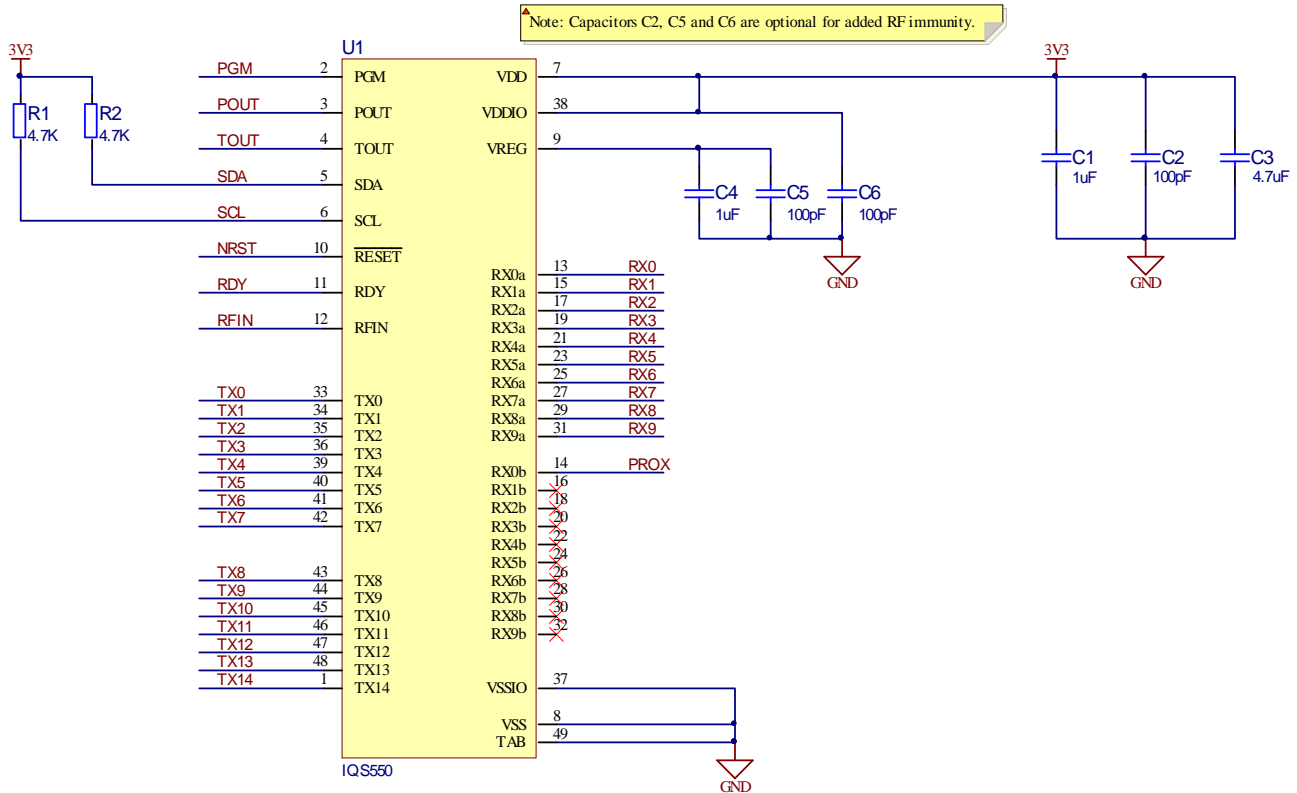 Note: Capacitors C2, C5 and C6 are optional for added RF immunity.
U1
3V3
R1
4.7K
R2
4.7K
PGM 2 PGM
POUT 3 POUT
TOUT 4 TOUT
SDA 5 SDA
SCL 6 SCL
NRST 10 RESET
RDY 11 RDY
RFIN 12 RFIN
TX0 33 TX0
TX1 34 TX1
TX2 35 TX2
TX3 36 TX3
TX4 39 TX4
TX5 40 TX5
TX6 41 TX6
TX7 42 TX7
TX8 43 TX8
TX9 44 TX9
TX10 45 TX10
TX11 46 TX11
TX12 47 TX12
TX13 48 TX13
TX14 1 TX14
VDD 7
VDDIO 38
VREG 9
RX0a 13 RX0
RX1a 15 RX1
RX2a 17 RX2
RX3a 19 RX3
RX4a 21 RX4
RX5a 23 RX5
RX6a 25 RX6
RX7a 27 RX7
RX8a 29 RX8
RX9a 31 RX9
RX0b 14 PROX
RX1b 16
RX2b 18
RX3b 20
RX4b 22
RX5b 24
RX6b 26
RX7b 28
RX8b 30
RX9b 32
VSSIO 37
VSS 8
TAB 49
IQS550
C4
1uF
C5
100pF
C6
100pF
GND
3V3
C1
1uF
C2
100pF
C3
4.7uF
GND
GND